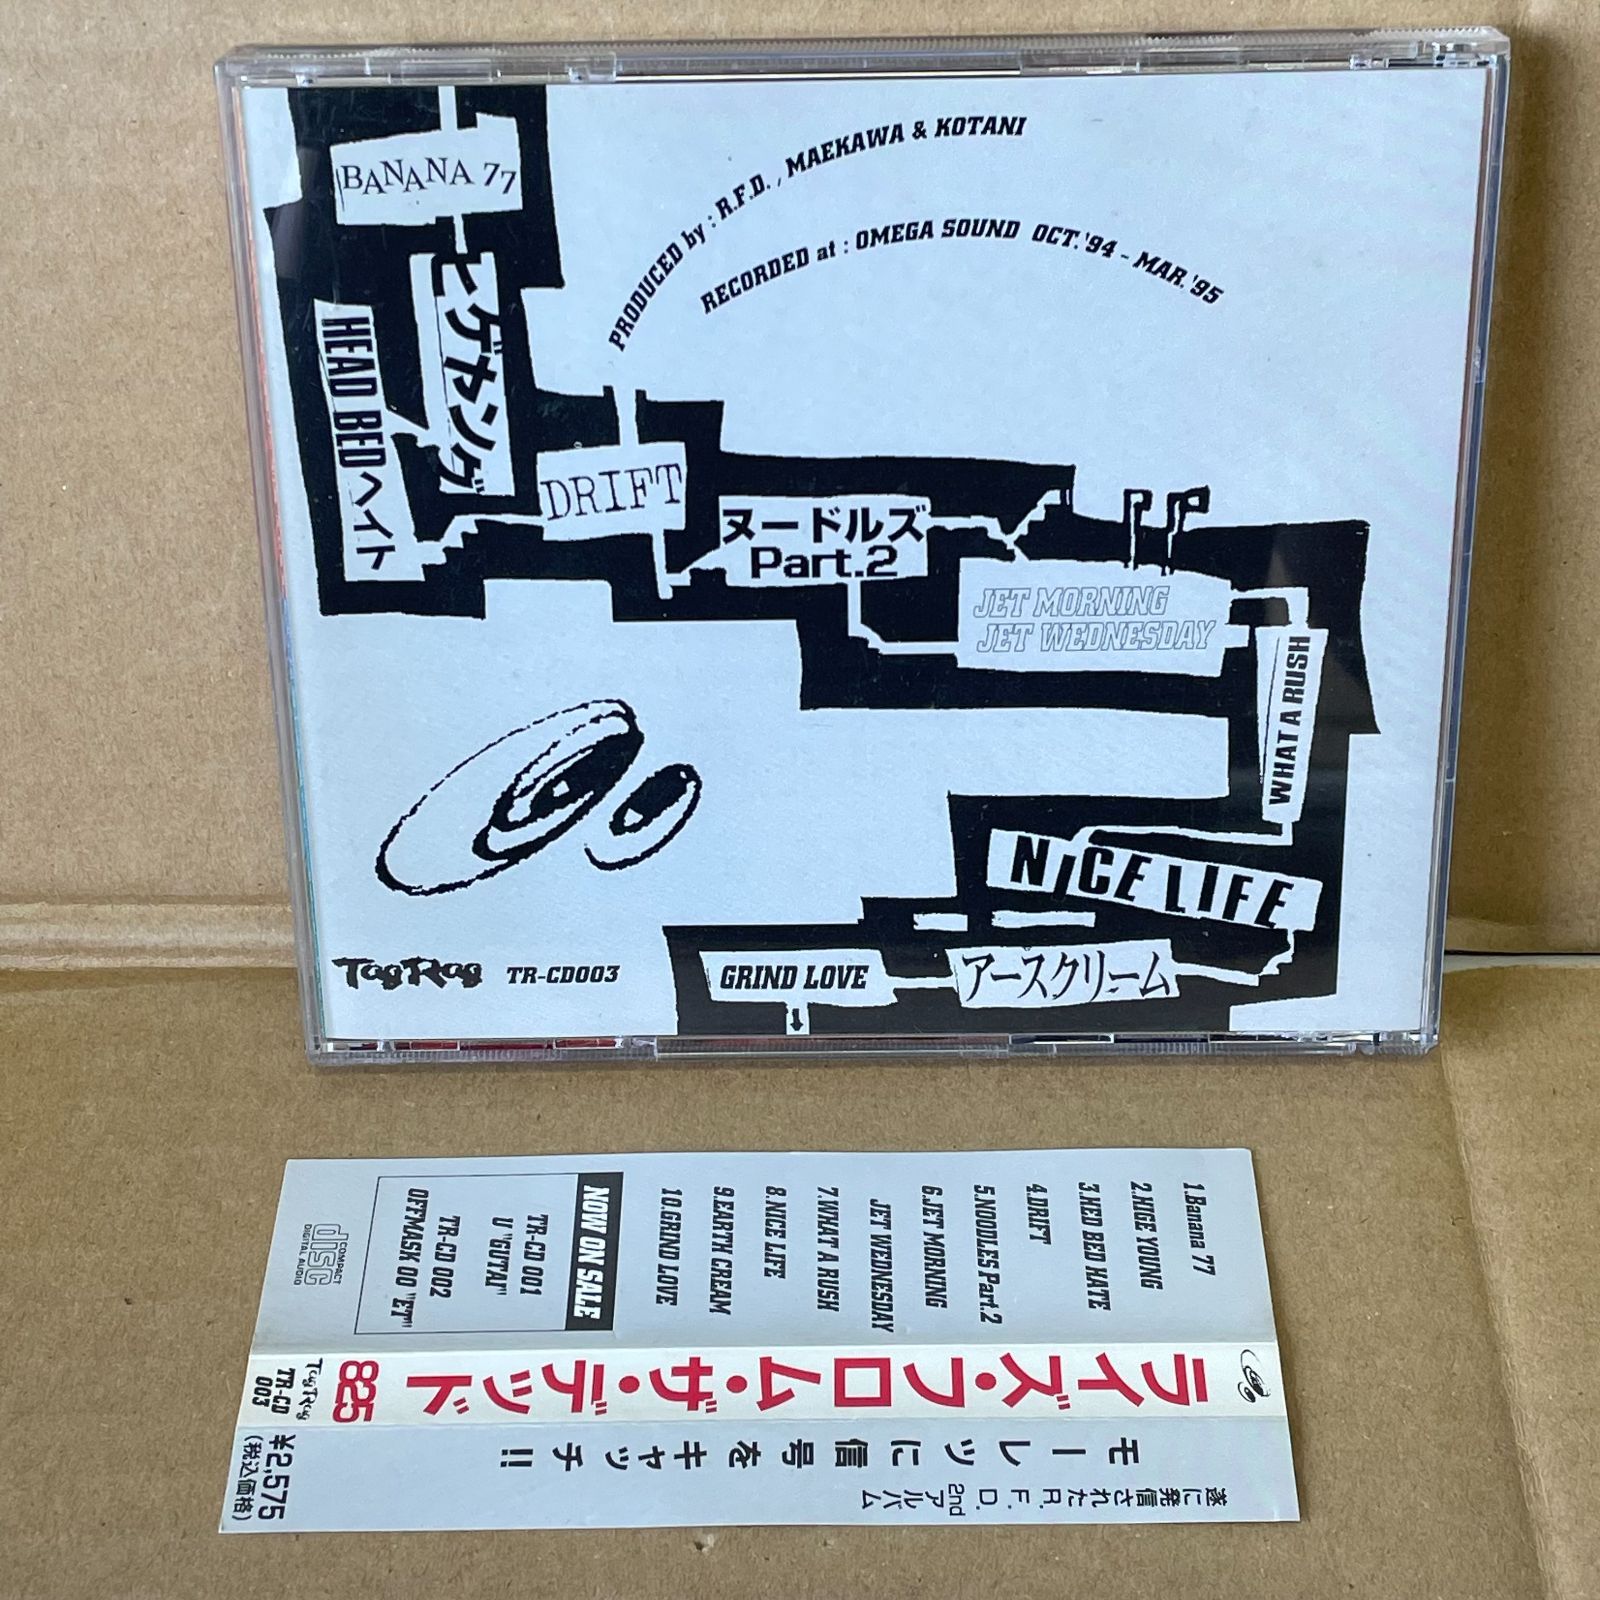 BANANA 77
ヒゲヤング
HEAD BEDヘイト
DRIFT
ヌードルズ
Part.2
JET MORNING
JET WEDNESDAY
WHAT A RUSH
NICE LIFE
アースクリーム
GRIND LOVE
PRODUCED by : R.F.D. , MAEKAWA & KOTANI
RECORDED at : OMEGA SOUND OCT.'94 - MAR.'95
TagRag TR-CD003
1.Banana 77
2.HIGE YOUNG
3.HED BED HATE
4.DRIFT
5.NOODLES Part.2
6.JET MORNING
JET WEDNESDAY
7.WHAT A RUSH
8.NICE LIFE
9.EARTH CREAM
10.GRIND LOVE
NOW ON SALE
TR-CD 001
U "GUTAL"
TR-CD 002
OFFMASK 00 "ET"
COMPACT
disc
DIGITAL AUDIO
ライズ・フロム・ザ・デッド
825
TagRag
TR-CD
003
遂に発信されたR.F.D. 2nd アルバム
モーレツに信号をキャッチ!!
¥2,575
(税込価格)